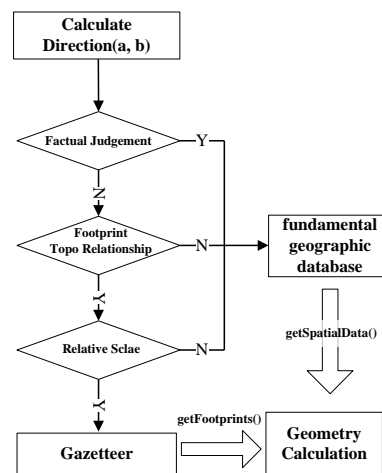 Calculate
Direction(a, b)
Factual Judgement
Y
N
Footprint
Topo Relationship
N
fundamental
geographic
database
Y
getSpatialData()
Relative Sclae
N
Y
getFootprints()
Gazetteer
Geometry
Calculation